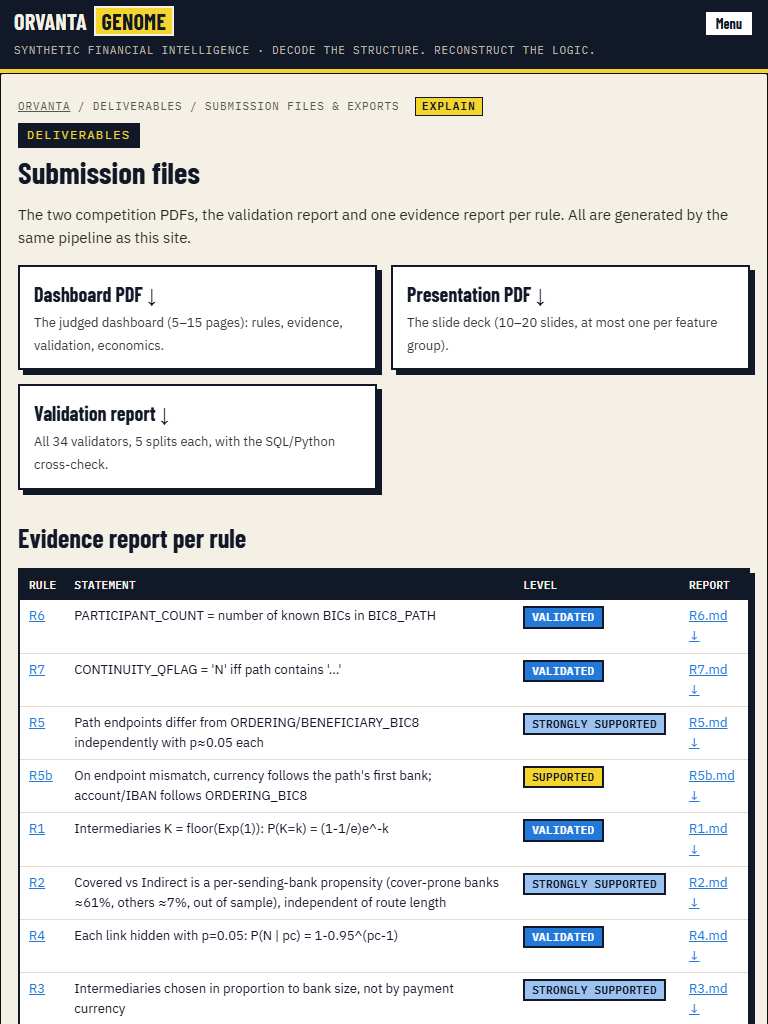 ORVANTA GENOME
Menu
SYNTHETIC FINANCIAL INTELLIGENCE · DECODE THE STRUCTURE. RECONSTRUCT THE LOGIC.
ORVANTA / DELIVERABLES / SUBMISSION FILES & EXPORTS EXPLAIN
DELIVERABLES
Submission files
The two competition PDFs, the validation report and one evidence report per rule. All are generated by the
same pipeline as this site.
Dashboard PDF ↓
The judged dashboard (5–15 pages): rules, evidence,
validation, economics.
Presentation PDF ↓
The slide deck (10–20 slides, at most one per feature
group).
Validation report ↓
All 34 validators, 5 splits each, with the SQL/Python
cross-check.
Evidence report per rule
RULE STATEMENT LEVEL REPORT
R6 PARTICIPANT_COUNT = number of known BICs in BIC8_PATH VALIDATED R6.md
↓
R7 CONTINUITY_QFLAG = 'N' iff path contains '...' VALIDATED R7.md
↓
R5 Path endpoints differ from ORDERING/BENEFICIARY_BIC8 STRONGLY SUPPORTED R5.md
independently with p≈0.05 each ↓
R5b On endpoint mismatch, currency follows the path's first bank; SUPPORTED R5b.md
account/IBAN follows ORDERING_BIC8 ↓
R1 Intermediaries K = floor(Exp(1)): P(K=k) = (1-1/e)e^-k VALIDATED R1.md
↓
R2 Covered vs Indirect is a per-sending-bank propensity (cover-prone banks STRONGLY SUPPORTED R2.md
≈61%, others ≈7%, out of sample), independent of route length ↓
R4 Each link hidden with p=0.05: P(N | pc) = 1-0.95^(pc-1) VALIDATED R4.md
↓
R3 Intermediaries chosen in proportion to bank size, not by payment STRONGLY SUPPORTED R3.md
currency ↓